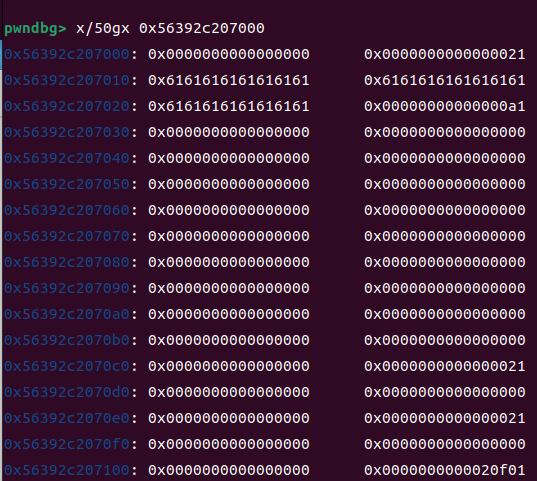 pwndbg> x/50gx 0x56392c207000
0x56392c207000: 0x0000000000000000 0x0000000000000021
0x56392c207010: 0x6161616161616161 0x6161616161616161
0x56392c207020: 0x6161616161616161 0x00000000000000a1
0x56392c207030: 0x0000000000000000 0x0000000000000000
0x56392c207040: 0x0000000000000000 0x0000000000000000
0x56392c207050: 0x0000000000000000 0x0000000000000000
0x56392c207060: 0x0000000000000000 0x0000000000000000
0x56392c207070: 0x0000000000000000 0x0000000000000000
0x56392c207080: 0x0000000000000000 0x0000000000000000
0x56392c207090: 0x0000000000000000 0x0000000000000000
0x56392c2070a0: 0x0000000000000000 0x0000000000000000
0x56392c2070b0: 0x0000000000000000 0x0000000000000000
0x56392c2070c0: 0x0000000000000000 0x0000000000000021
0x56392c2070d0: 0x0000000000000000 0x0000000000000000
0x56392c2070e0: 0x0000000000000000 0x0000000000000021
0x56392c2070f0: 0x0000000000000000 0x0000000000000000
0x56392c207100: 0x0000000000000000 0x0000000000020f01